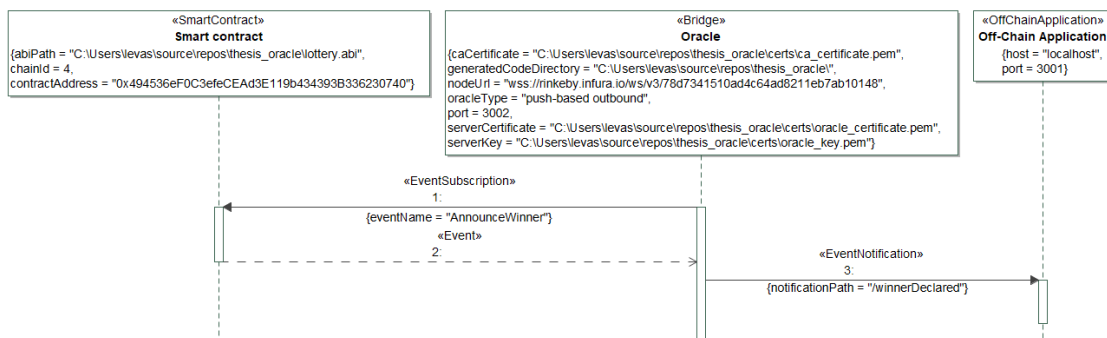 «SmartContract»
Smart contract
{abiPath = "C:\Users\levas\source\repos\thesis_oracle\lottery.abi",
chainId = 4,
contractAddress = "0x494536eF0C3efeCEAd3E119b434393B336230740"}
«Bridge»
Oracle
{caCertificate = "C:\Users\levas\source\repos\thesis_oracle\certs\ca_certificate.pem",
generatedCodeDirectory = "C:\Users\levas\source\repos\thesis_oracle\",
nodeUrl = "wss://rinkeby.infura.io/ws/v3/78d7341510ad4c64ad8211eb7ab10148",
oracleType = "push-based outbound",
port = 3002,
serverCertificate = "C:\Users\levas\source\repos\thesis_oracle\certs\oracle_certificate.pem",
serverKey = "C:\Users\levas\source\repos\thesis_oracle\certs\oracle_key.pem"}
«OffChainApplication»
Off-Chain Application
{host = "localhost",
port = 3001}
«EventSubscription»
1:
{eventName = "AnnounceWinner"}
«Event»
2:
«EventNotification»
3:
{notificationPath = "/winnerDeclared"}